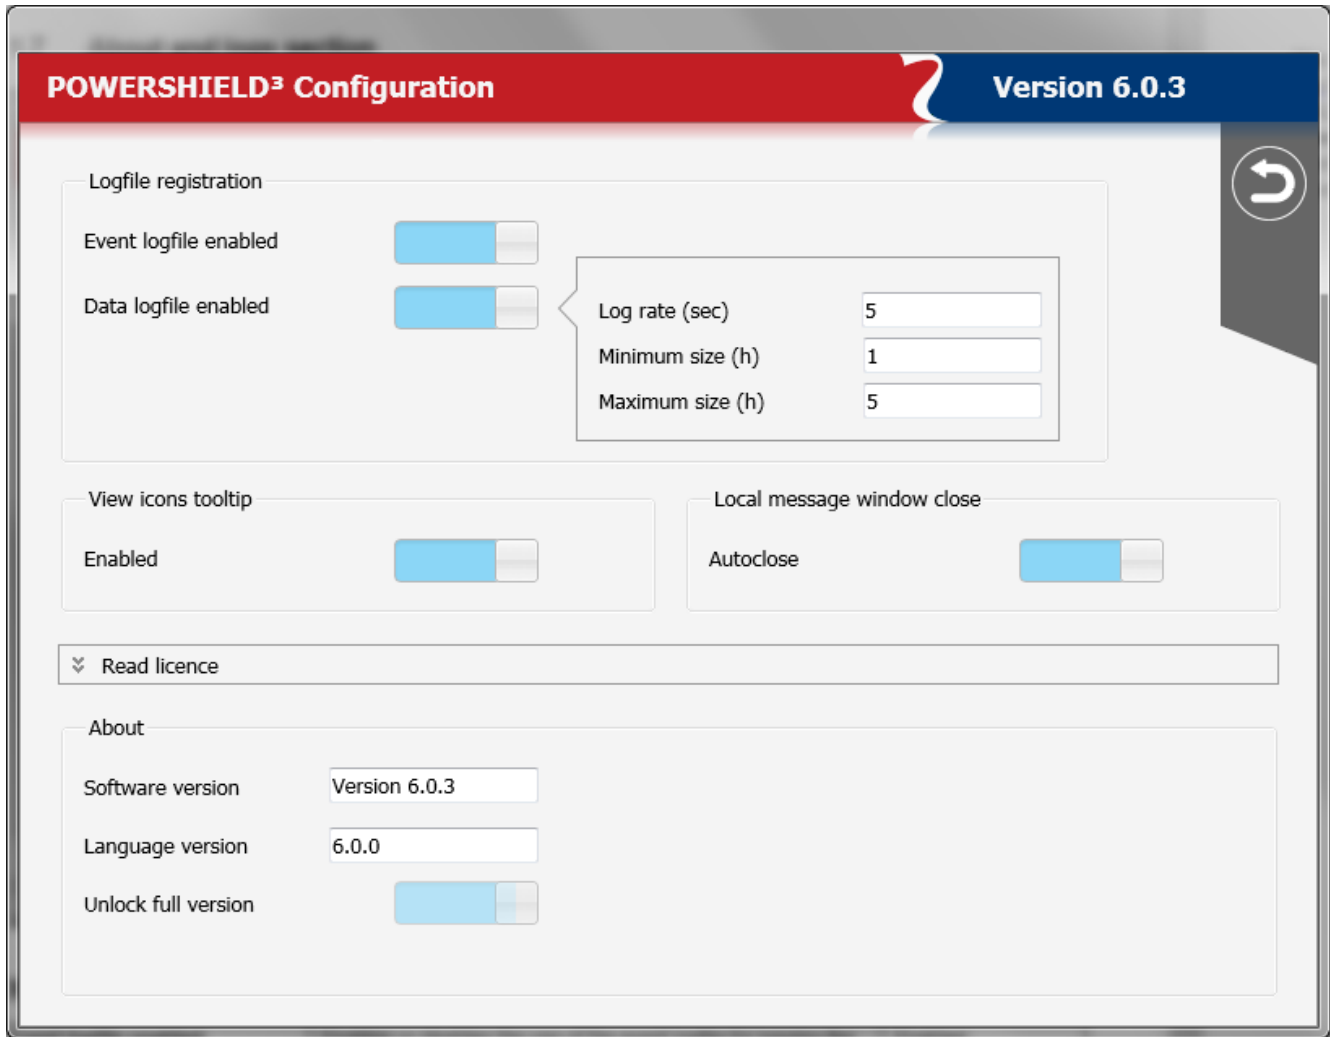 POWERSHIELD³ Configuration
Version 6.0.3
Logfile registration
Event logfile enabled
Data logfile enabled
Log rate (sec)
5
Minimum size (h)
1
Maximum size (h)
5
View icons tooltip
Enabled
Local message window close
Autoclose
Read licence
About
Software version
Version 6.0.3
Language version
6.0.0
Unlock full version